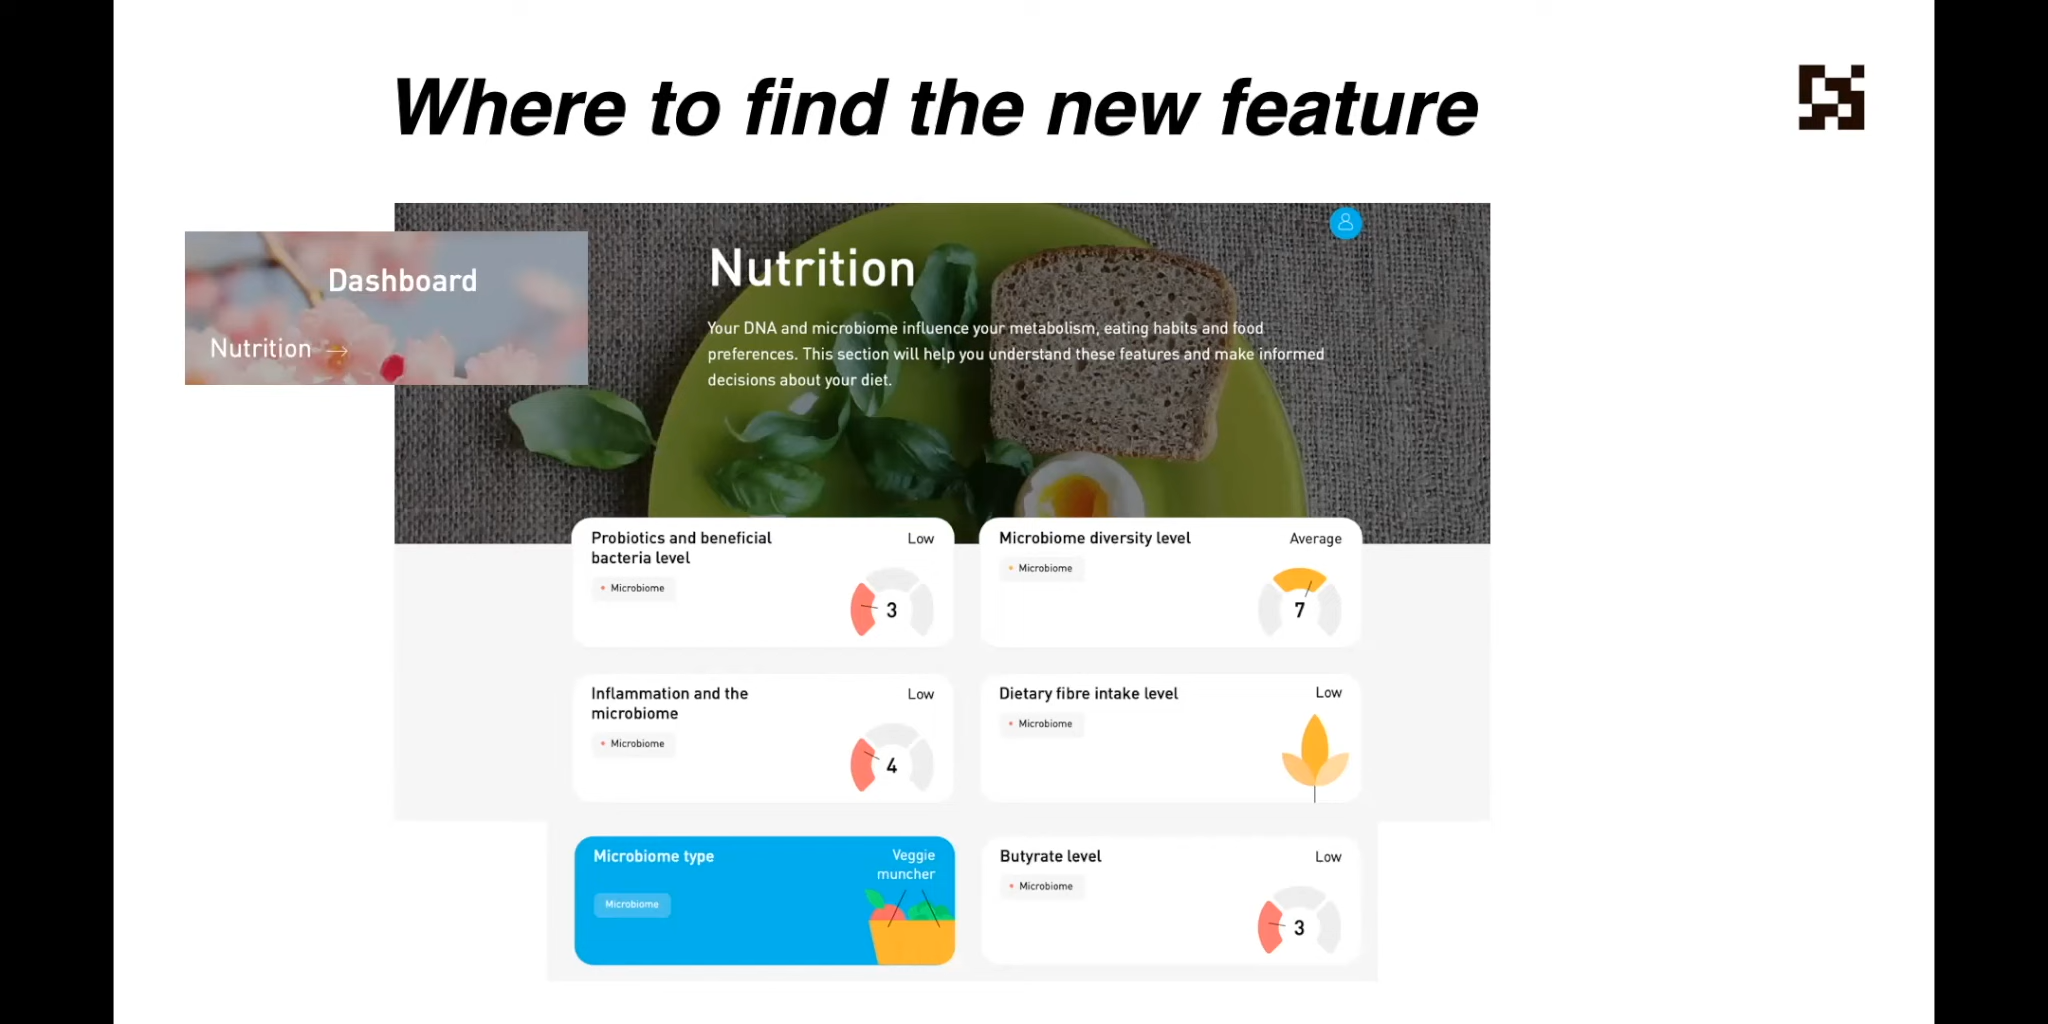 Where to find the new feature
Dashboard
Nutrition →
Nutrition
Your DNA and microbiome influence your metabolism, eating habits and food
preferences. This section will help you understand these features and make informed
decisions about your diet.
Probiotics and beneficial
bacteria level
Low
Microbiome
3
Microbiome diversity level
Average
Microbiome
7
Inflammation and the
microbiome
Low
Microbiome
4
Dietary fibre intake level
Low
Microbiome
Microbiome type
Veggie
muncher
Microbiome
Butyrate level
Low
Microbiome
3